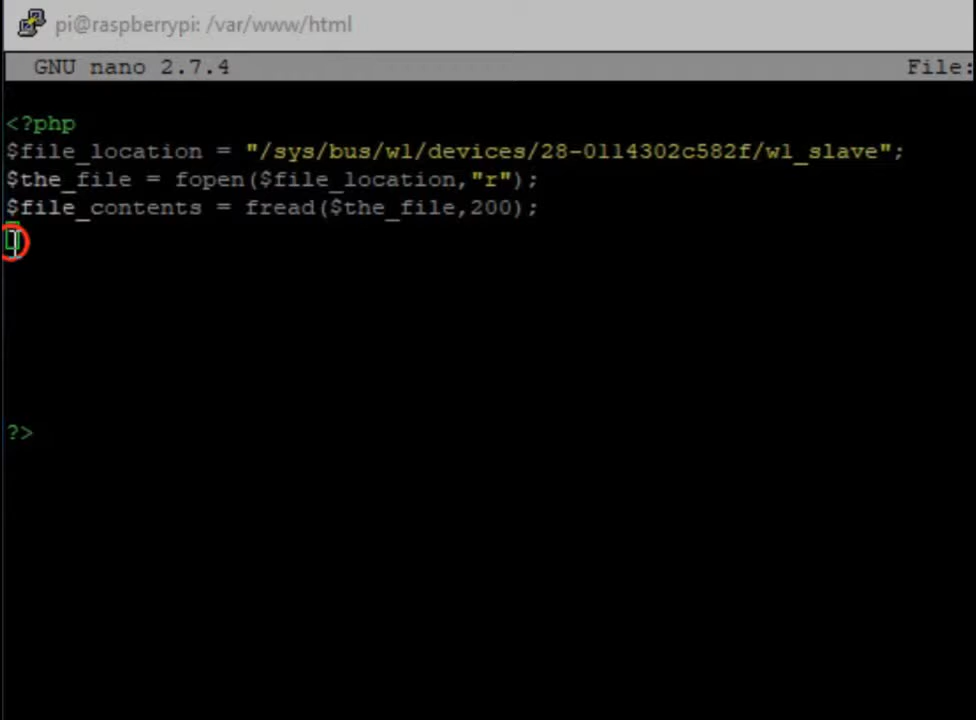 pi@raspberrypi: /var/www/html
GNU nano 2.7.4 File:
<?php
$file_location = "/sys/bus/w1/devices/28-0114302c582f/w1_slave";
$the_file = fopen($file_location,"r");
$file_contents = fread($the_file,200);
?>